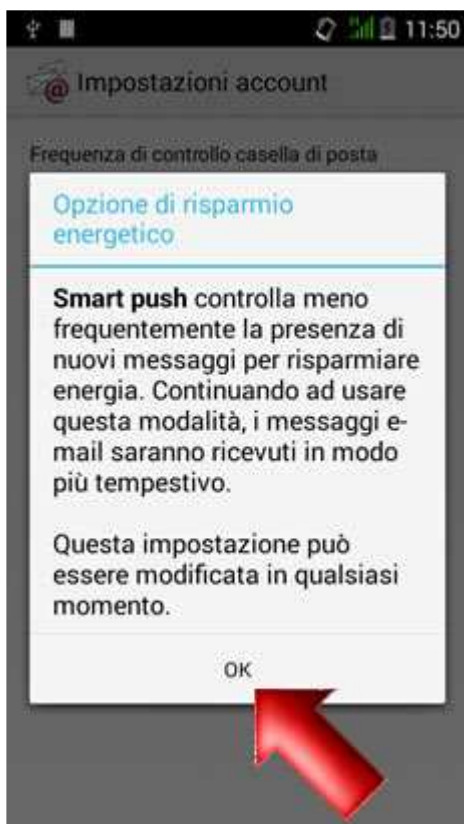 11:50
Impostazioni account
Frequenza di controllo casella di posta
Opzione di risparmio
energetico
Smart push controlla meno
frequentemente la presenza di
nuovi messaggi per risparmiare
energia. Continuando ad usare
questa modalità, i messaggi e-
mail saranno ricevuti in modo
più tempestivo.
Questa impostazione può
essere modificata in qualsiasi
momento.
OK